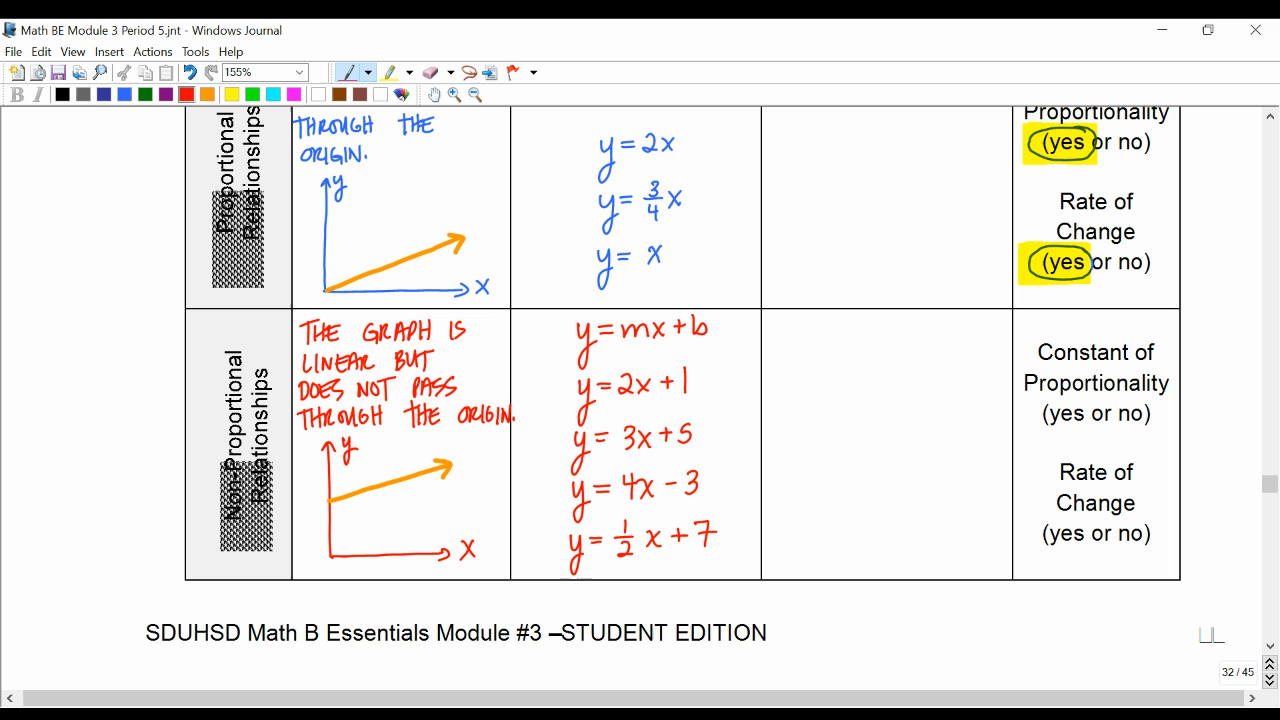 Math BE Module 3 Period 5.jnt - Windows Journal
File Edit View Insert Actions Tools Help
155%
B I
Proportional
Relationships
THROUGH THE
ORIGIN.
y
x
y = 2x
y = 3/4 x
y = x
Proportionality
(yes or no)
Rate of
Change
(yes or no)
Non-Proportional
Relationships
THE GRAPH IS
LINEAR BUT
DOES NOT PASS
THROUGH THE ORIGIN.
y
x
y = mx + b
y = 2x + 1
y = 3x + 5
y = 4x - 3
y = 1/2 x + 7
Constant of
Proportionality
(yes or no)
Rate of
Change
(yes or no)
SDUHSD Math B Essentials Module #3 –STUDENT EDITION
32 / 45